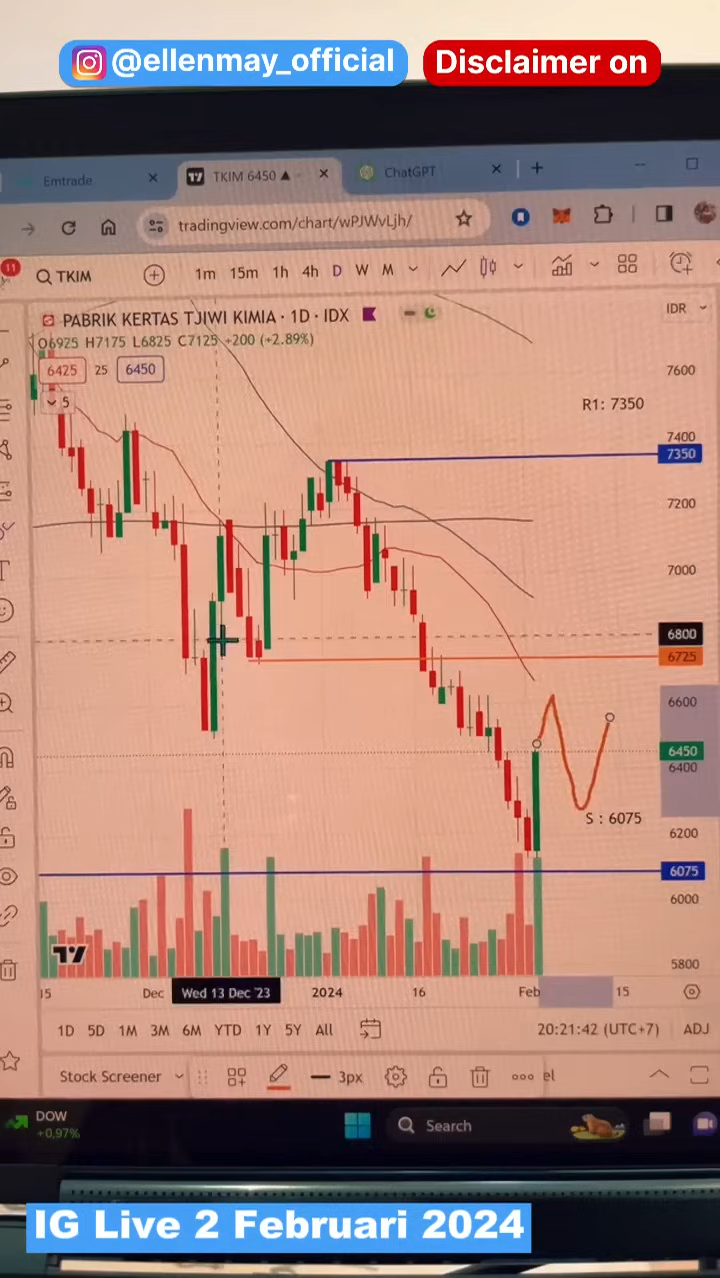 @ellenmay_official
Disclaimer on
Emtrade
TKIM 6450
ChatGPT
tradingview.com/chart/wPJWvLjh/
11
TKIM
1m 15m 1h 4h D W M
PABRIK KERTAS TJIWI KIMIA · 1D · IDX
IDR
O6925 H7175 L6825 C7125 +200 (+2.89%)
6425 25 6450
5
7600
R1: 7350
7400
7350
7200
7000
6800
6725
6600
6450
6400
S : 6075
6200
6075
6000
5800
15 Dec Wed 13 Dec '23 2024 16 Feb 15
1D 5D 1M 3M 6M YTD 1Y 5Y All
20:21:42 (UTC+7) ADJ
Stock Screener
3px
el
DOW
+0,97%
Search
IG Live 2 Februari 2024